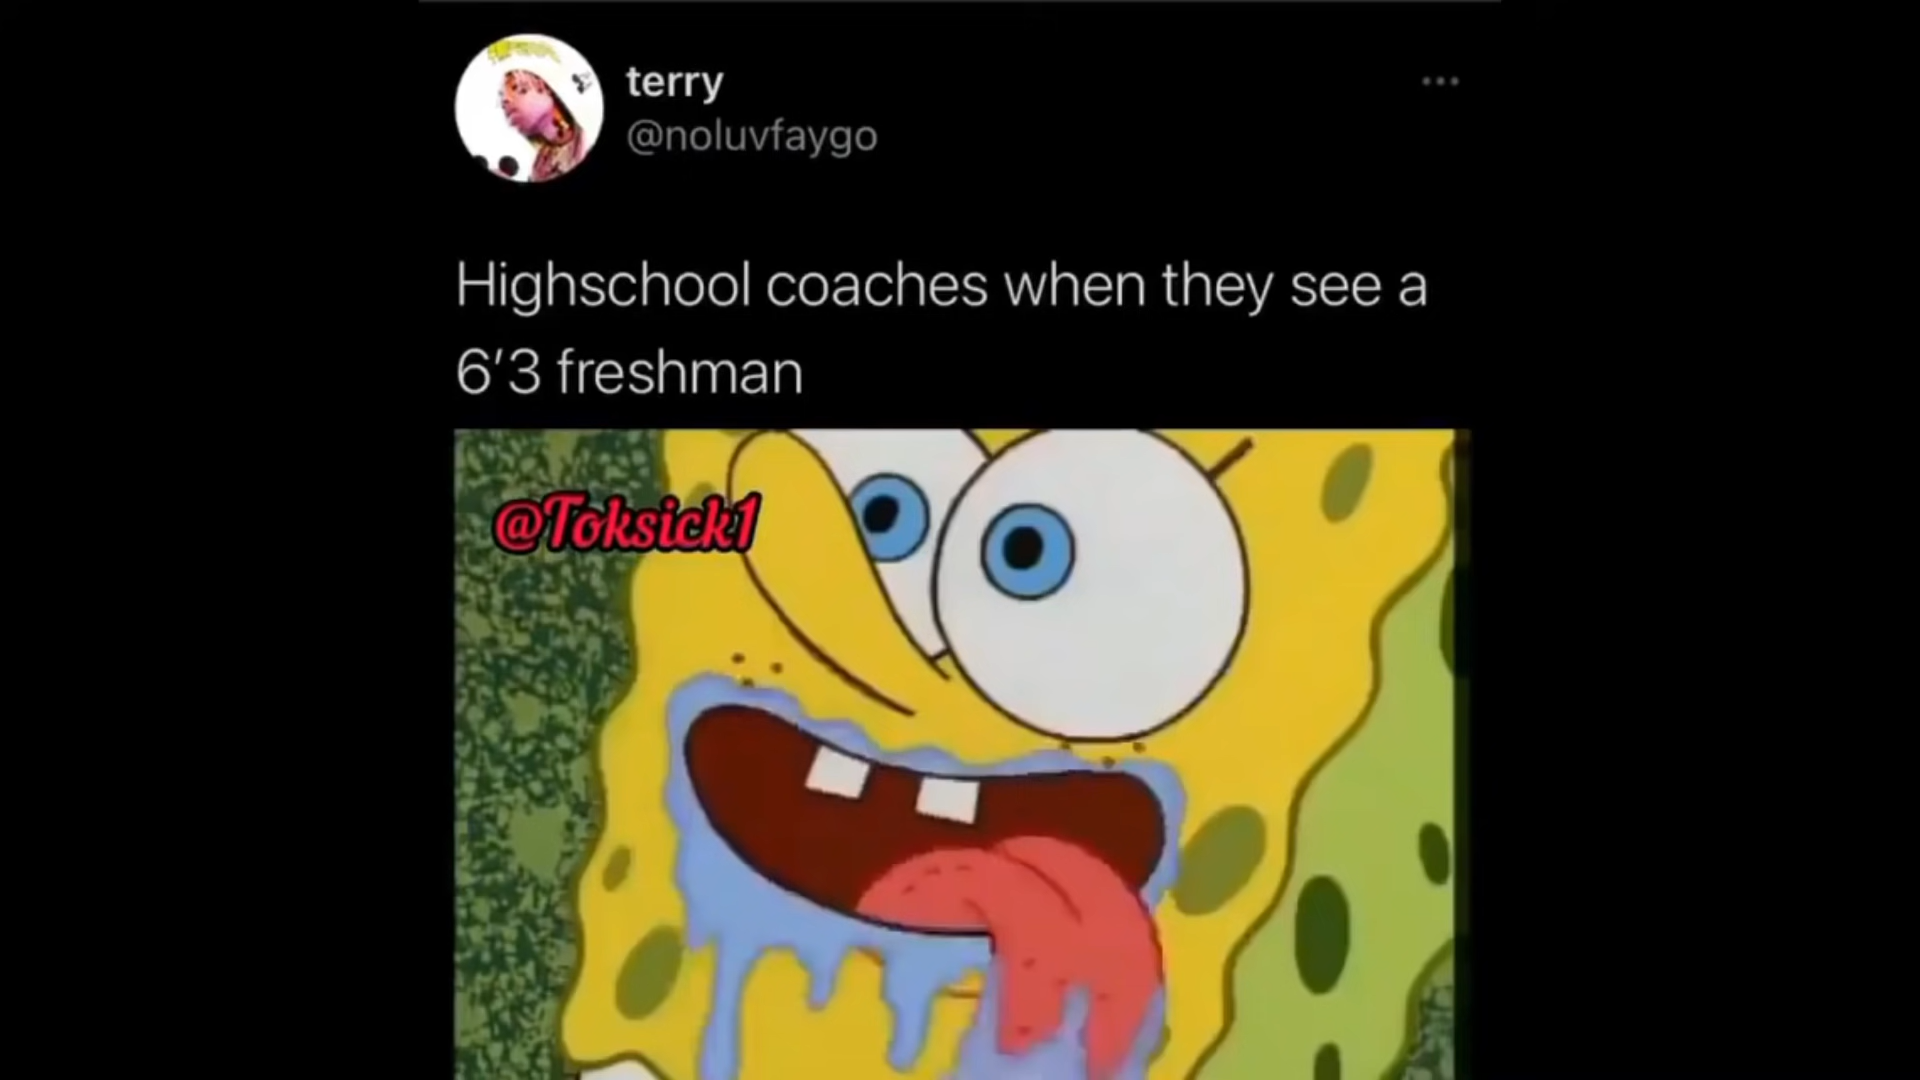 terry
@noluvfaygo
Highschool coaches when they see a
6'3 freshman
@Toksick1